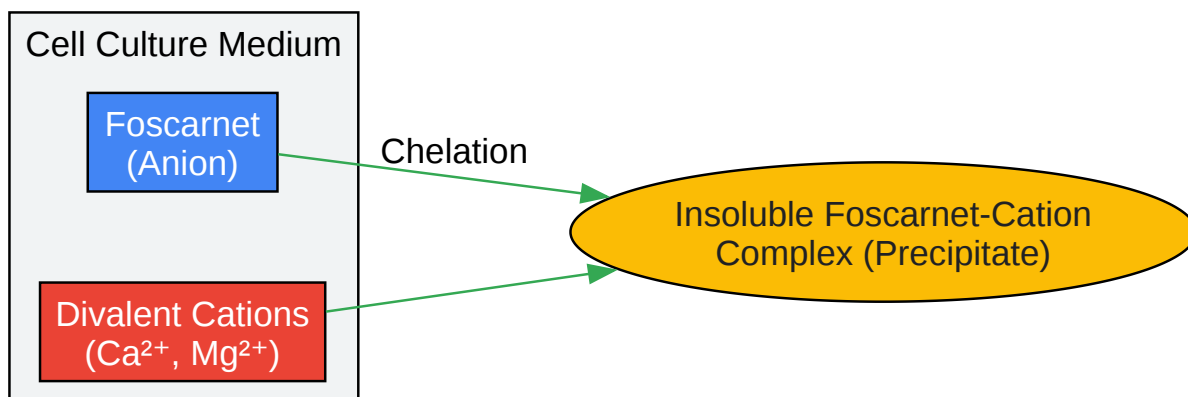 Cell Culture Medium
Foscarnet
(Anion)
Chelation
Insoluble Foscarnet-Cation
Complex (Precipitate)
Divalent Cations
(Ca²⁺, Mg²⁺)